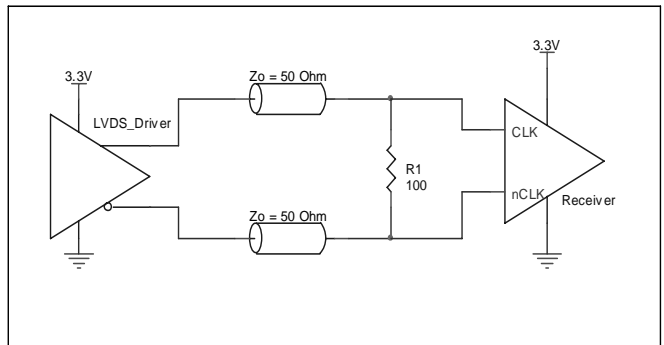 3.3V
LVDS_Driver
Zo = 50 Ohm
Zo = 50 Ohm
R1
100
3.3V
CLK
nCLK
Receiver